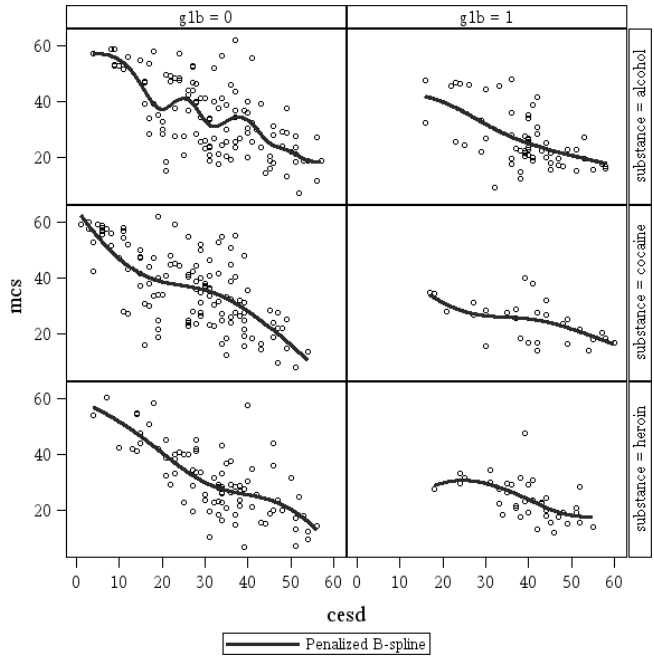 g1b = 0
g1b = 1
60
40
20
substance = alcohol
60
40
20
substance = cocaine
60
40
20
substance = heroin
mcs
0 10 20 30 40 50 60
0 10 20 30 40 50 60
cesd
Penalized B-spline